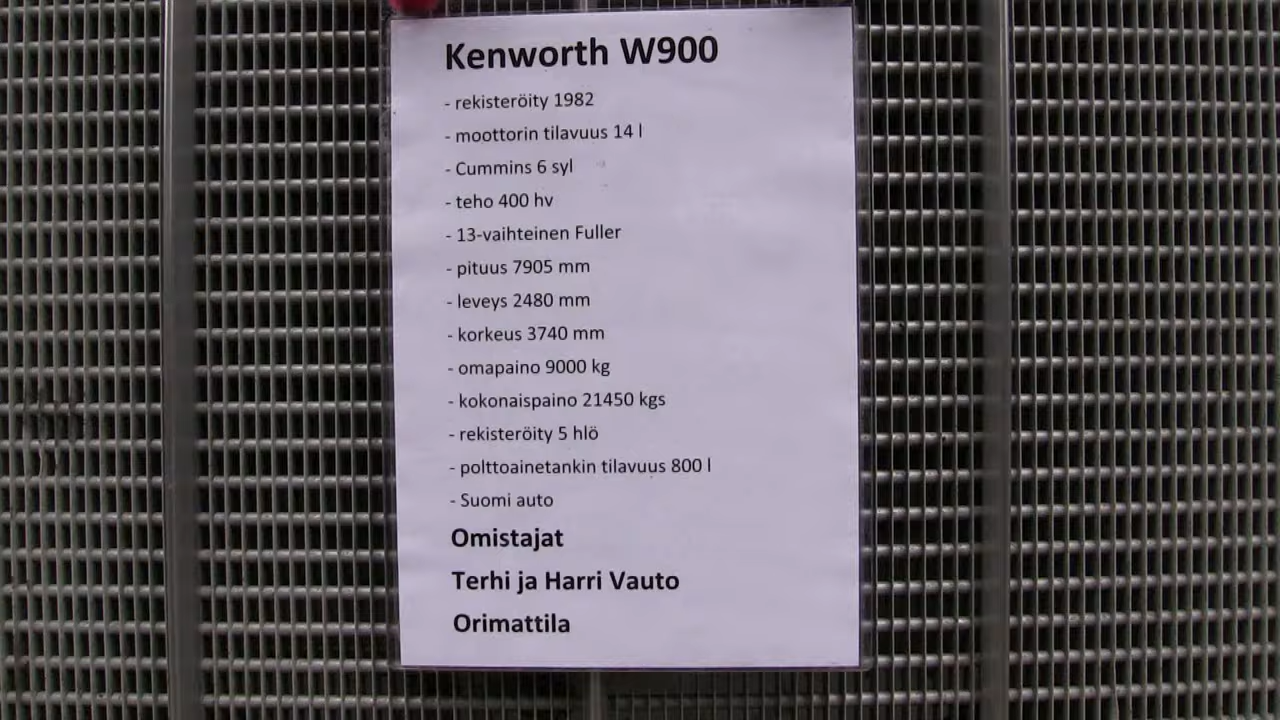 Kenworth W900
- rekisteröity 1982
- moottorin tilavuus 14 l
- Cummins 6 syl
- teho 400 hv
- 13-vaihteinen Fuller
- pituus 7905 mm
- leveys 2480 mm
- korkeus 3740 mm
- omapaino 9000 kg
- kokonaispaino 21450 kgs
- rekisteröity 5 hlö
- polttoainetankin tilavuus 800 l
- Suomi auto
Omistajat
Terhi ja Harri Vauto
Orimattila